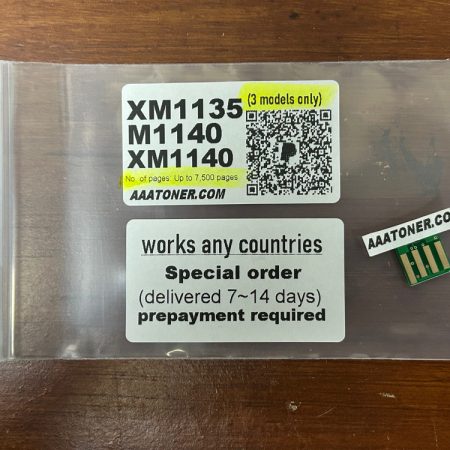 XM1135 (3 models only)
M1140
XM1140
No. of pages: Up to 7,500 pages
AAATONER.COM
works any countries
Special order
(delivered 7~14 days)
prepayment required
AAATONER.COM